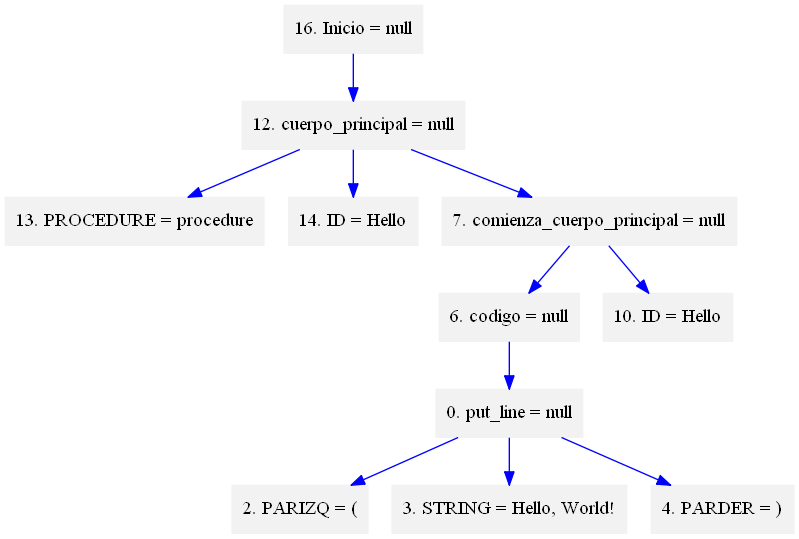 16. Inicio = null
12. cuerpo_principal = null
13. PROCEDURE = procedure
14. ID = Hello
7. comienza_cuerpo_principal = null
6. codigo = null
10. ID = Hello
0. put_line = null
2. PARIZQ = (
3. STRING = Hello, World!
4. PARDER = )